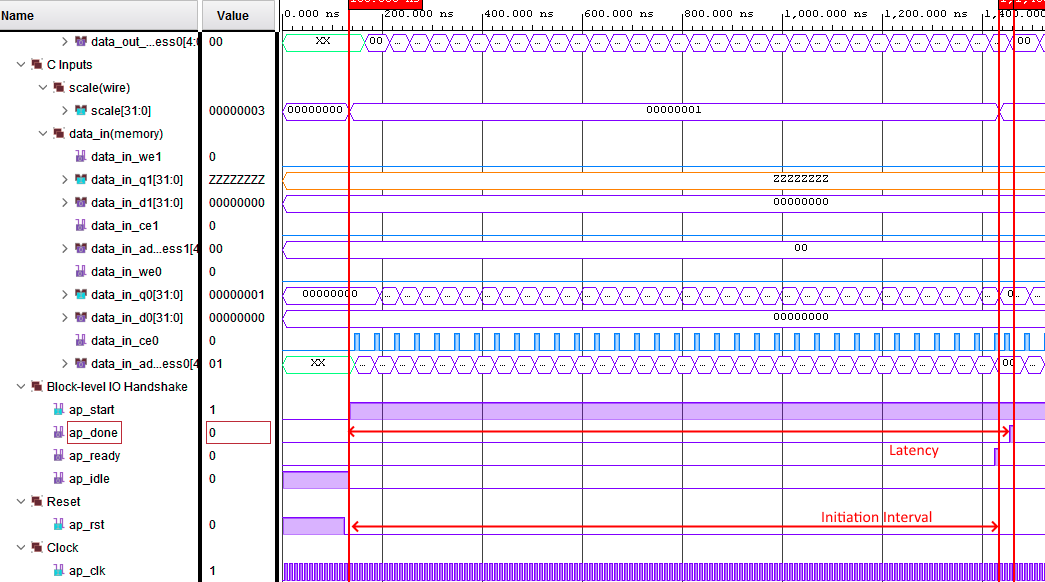 Name Value
0.000 ns 200.000 ns 400.000 ns 600.000 ns 800.000 ns 1,000.000 ns 1,200.000 ns
data_out_...ess0[4:0 00 XX 00 ... ... ... ... ... ... ... ... ... ... ... ... ... ... ... ... ... ... ... ... ... ... ... ... ... ... ... ... ... ... ... 00
C Inputs
scale(wire)
scale[31:0] 00000003 00000000 00000001
data_in(memory)
data_in_we1 0
data_in_q1[31:0] ZZZZZZZZ ZZZZZZZZ
data_in_d1[31:0] 00000000 00000000
data_in_ce1 0
data_in_ad...ess1[4 00 00
data_in_we0 0
data_in_q0[31:0] 00000001 00000000 ... ... ... ... ... ... ... ... ... ... ... ... ... ... ... ... ... ... ... ... ... ... ... ... ... ... ... ... ... ... ... 0...
data_in_d0[31:0] 00000000 00000000
data_in_ce0 0
data_in_ad...ess0[4 01 XX ... ... ... ... ... ... ... ... ... ... ... ... ... ... ... ... ... ... ... ... ... ... ... ... ... ... ... ... ... ... ... ... 00
Block-level IO Handshake
ap_start 1
ap_done 0
Latency
ap_ready 0
ap_idle 0
Reset
Initiation Interval
ap_rst 0
Clock
ap_clk 1